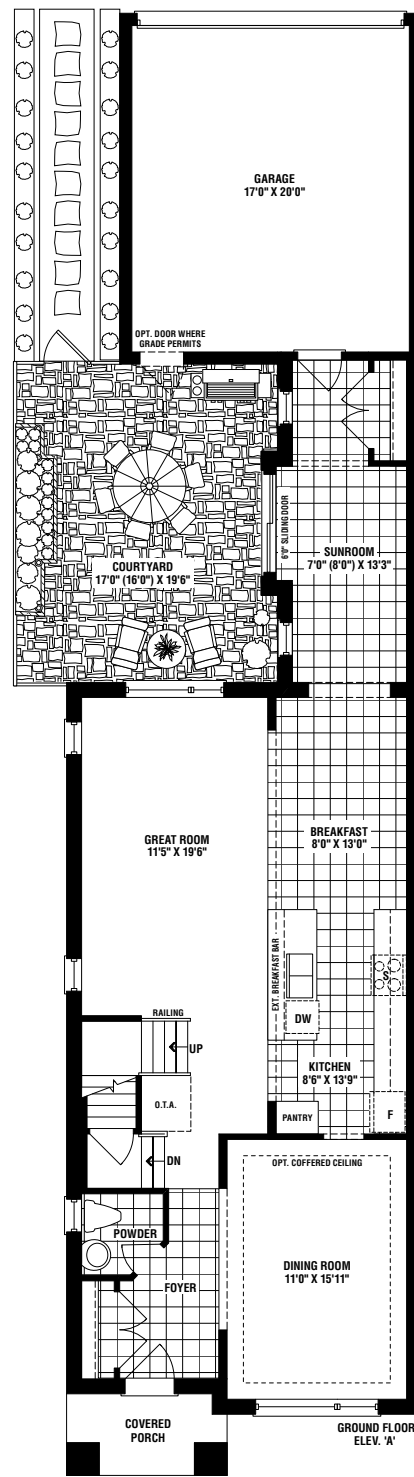 GARAGE
17'0" X 20'0"
OPT. DOOR WHERE
GRADE PERMITS
6'0" SLIDING DOOR
SUNROOM
7'0" (8'0") X 13'3"
COURTYARD
17'0" (16'0") X 19'6"
GREAT ROOM
11'5" X 19'6"
BREAKFAST
8'0" X 13'0"
EXT. BREAKFAST BAR
S
DW
RAILING
UP
KITCHEN
8'6" X 13'9"
O.T.A.
PANTRY
F
DN
OPT. COFFERED CEILING
POWDER
DINING ROOM
11'0" X 15'11"
FOYER
COVERED
PORCH
GROUND FLOOR
ELEV. 'A'